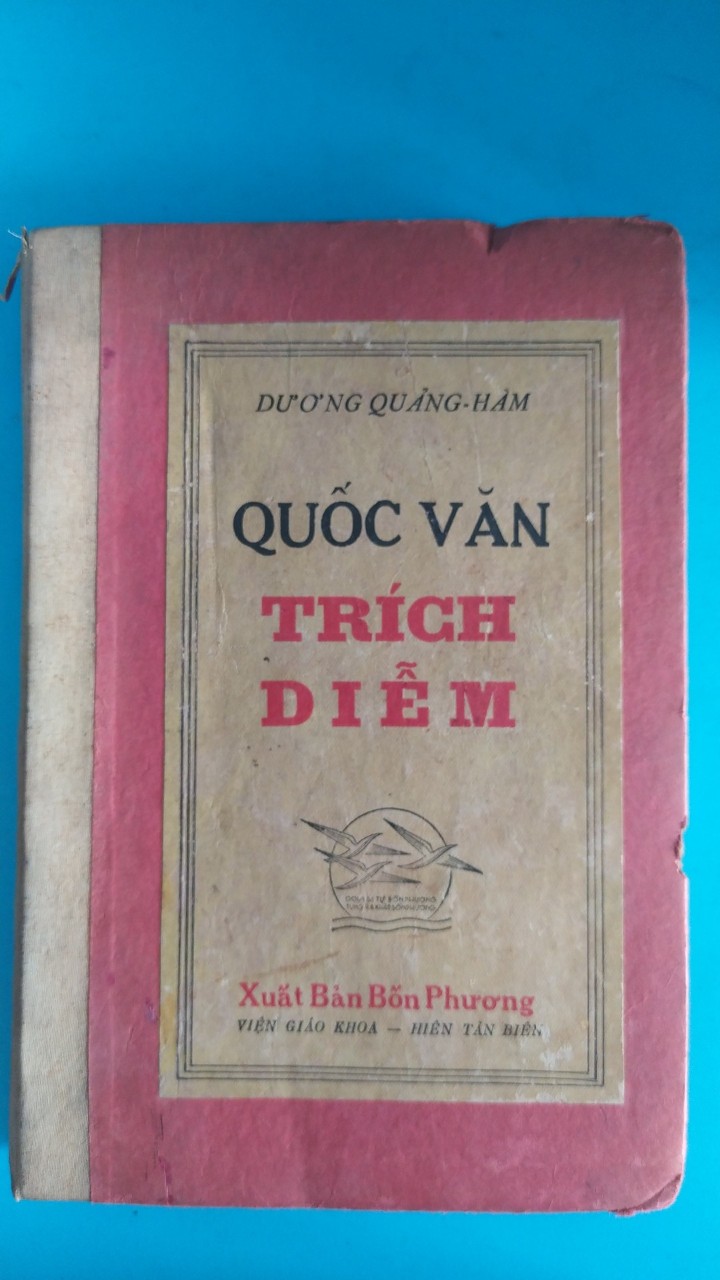 DƯƠNG QUẢNG-HÀM
QUỐC VĂN
TRÍCH
DIỄM
Xuất Bản Bốn Phương
VIỆN GIÁO KHOA — HIÊN TÂN BIÊN